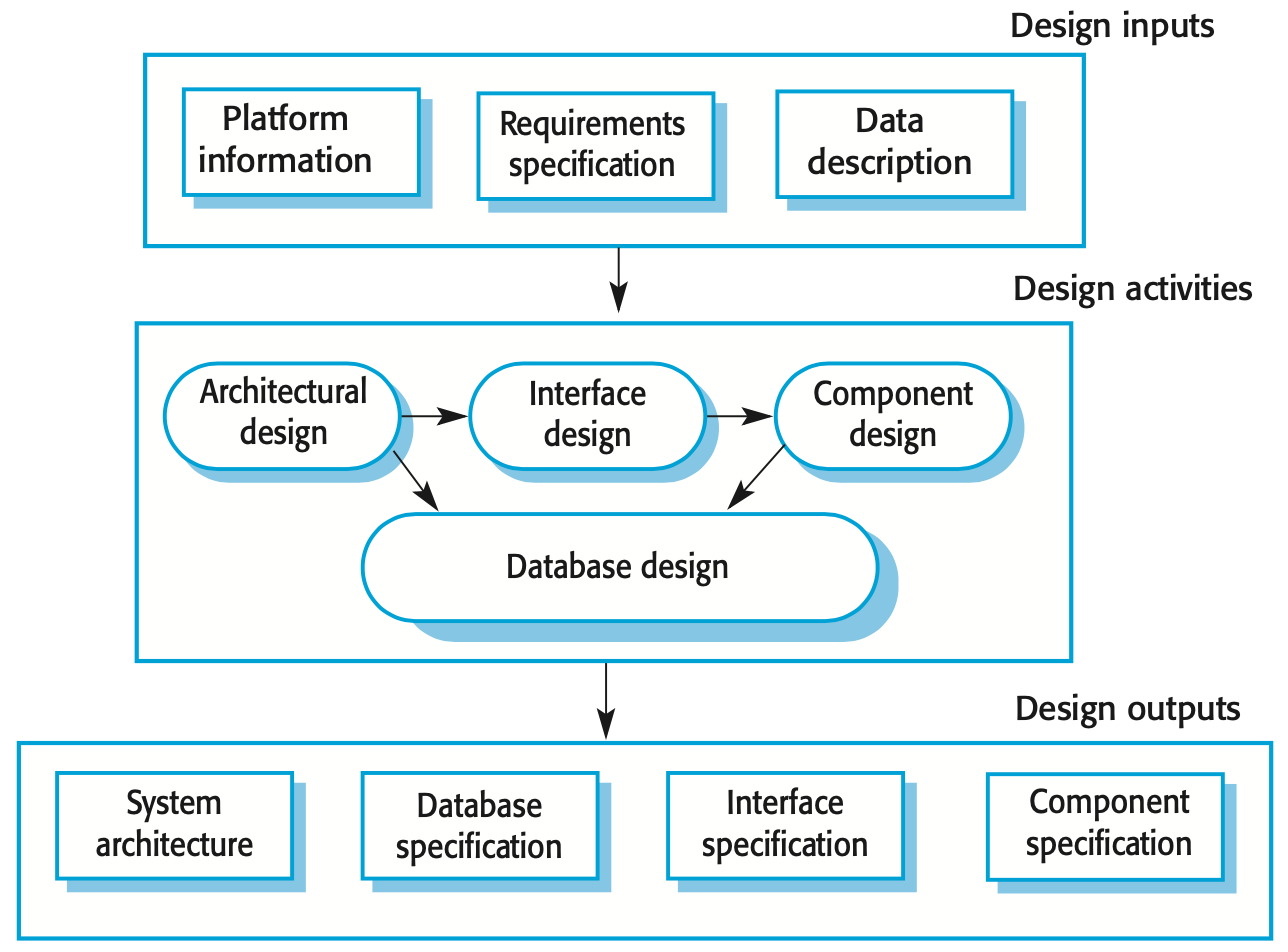 Design inputs
Platform
information
Requirements
specification
Data
description
Design activities
Architectural
design
Interface
design
Component
design
Database design
Design outputs
System
architecture
Database
specification
Interface
specification
Component
specification